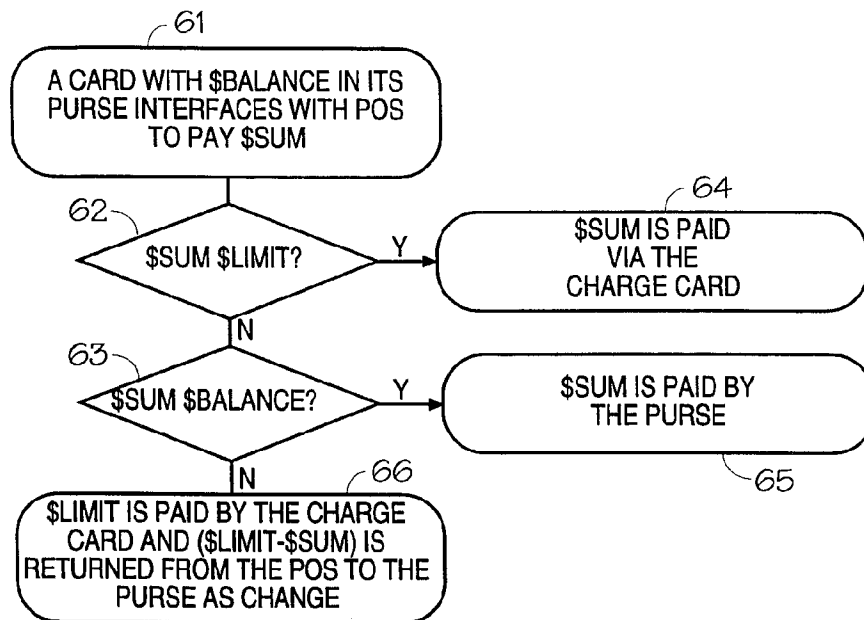 61
A CARD WITH $BALANCE IN ITS
PURSE INTERFACES WITH POS
TO PAY $SUM
62
$SUM $LIMIT?
Y
64
$SUM IS PAID
VIA THE
CHARGE CARD
N
63
$SUM $BALANCE?
Y
$SUM IS PAID BY
THE PURSE
65
N
66
$LIMIT IS PAID BY THE CHARGE
CARD AND ($LIMIT-$SUM) IS
RETURNED FROM THE POS TO THE
PURSE AS CHANGE